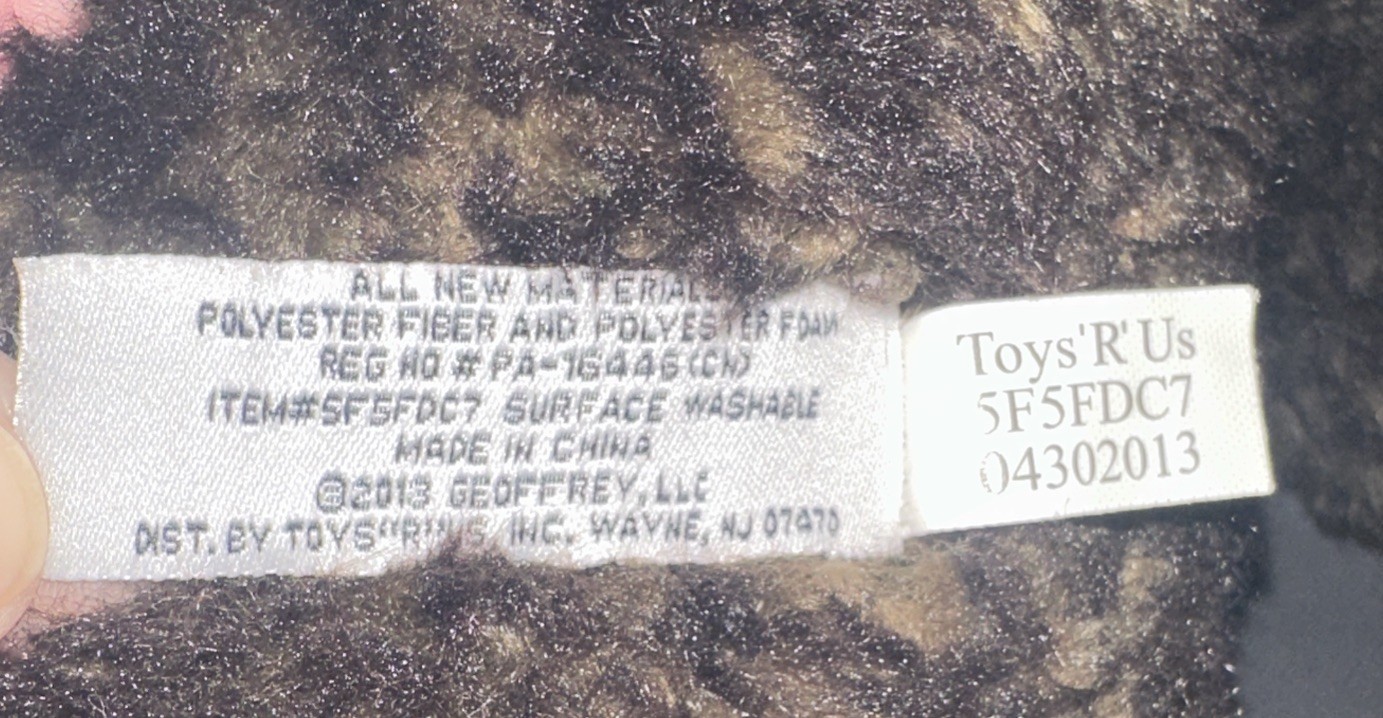 ALL NEW MATERIALS
POLYESTER FIBER AND POLYESTER FOAM
REG NO # PA-16446(CN)
ITEM#5F5FDC7 SURFACE WASHABLE
MADE IN CHINA
©2013 GEOFFREY, LLC
DIST. BY TOYS"R"US, INC. WAYNE, NJ 07470
Toys'R'Us
5F5FDC7
04302013